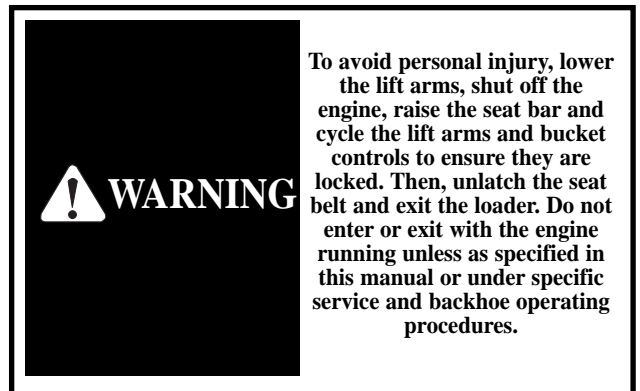 WARNING
To avoid personal injury, lower
the lift arms, shut off the
engine, raise the seat bar and
cycle the lift arms and bucket
controls to ensure they are
locked. Then, unlatch the seat
belt and exit the loader. Do not
enter or exit with the engine
running unless as specified in
this manual or under specific
service and backhoe operating
procedures.